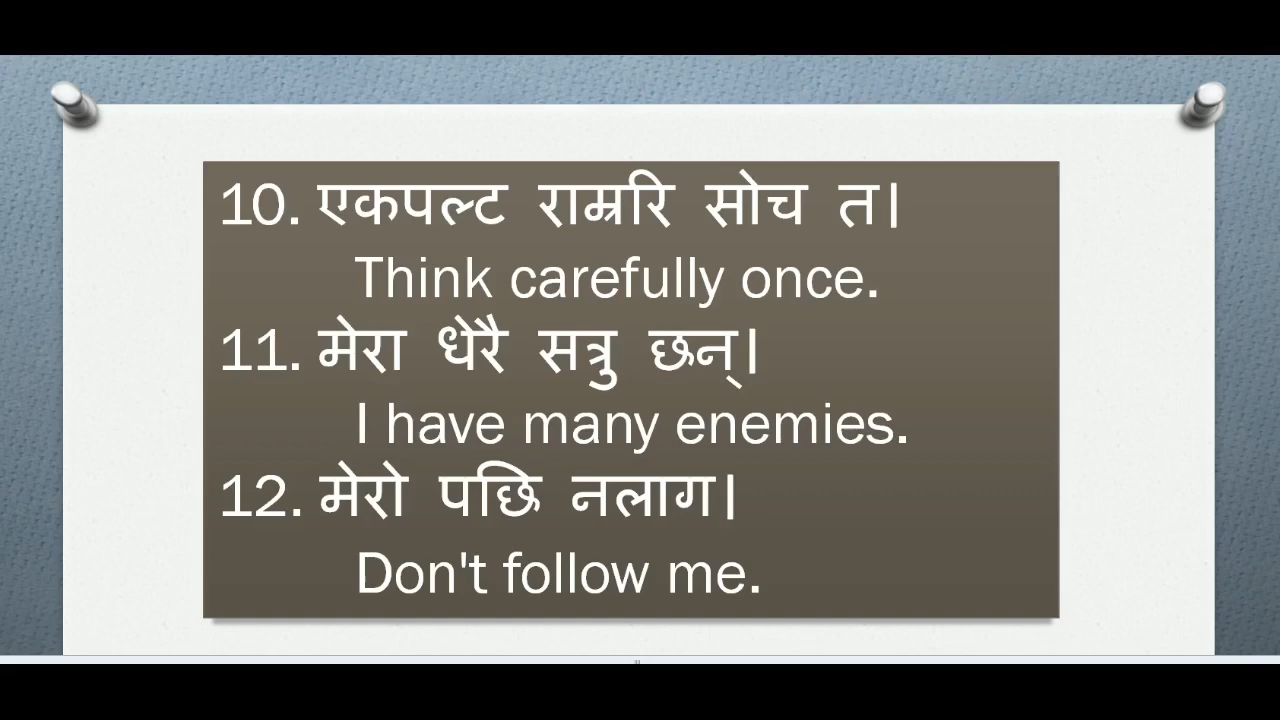 10. एकपल्ट राम्ररि सोच त।
Think carefully once.
11. मेरा धेरै सत्रु छन्।
I have many enemies.
12. मेरो पछि नलाग।
Don't follow me.